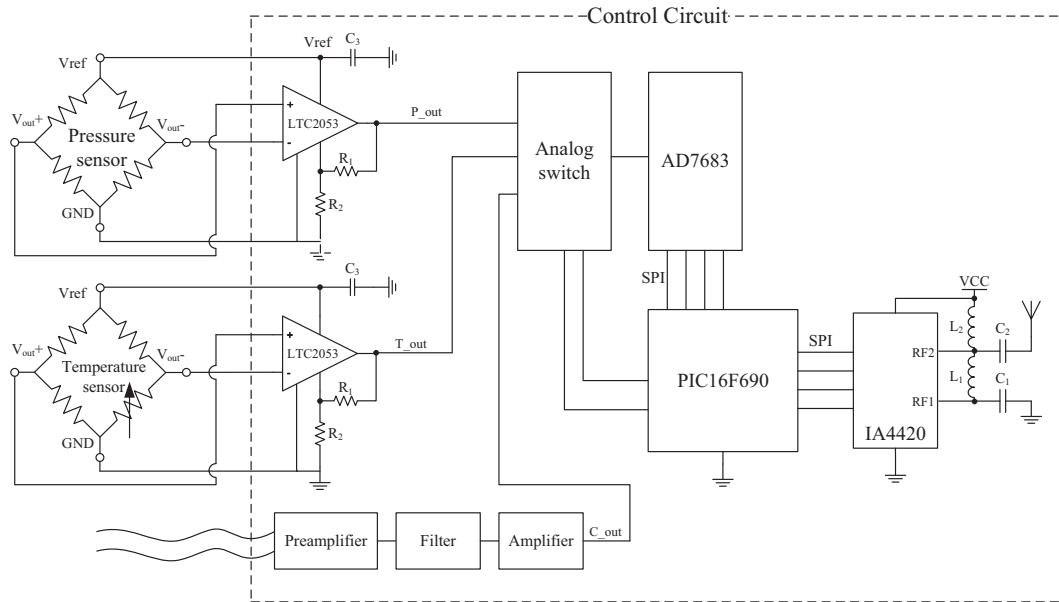 Control Circuit
Vref
Vref
C3
Vout+
Vout-
Pressure
sensor
GND
+
-
LTC2053
P_out
R1
R2
Analog
switch
AD7683
SPI
Vref
C3
Vout+
Vout-
Temperature
sensor
GND
+
-
LTC2053
T_out
R1
R2
PIC16F690
SPI
VCC
L2
C2
RF2
L1
C1
RF1
IA4420
Preamplifier
Filter
Amplifier
C_out